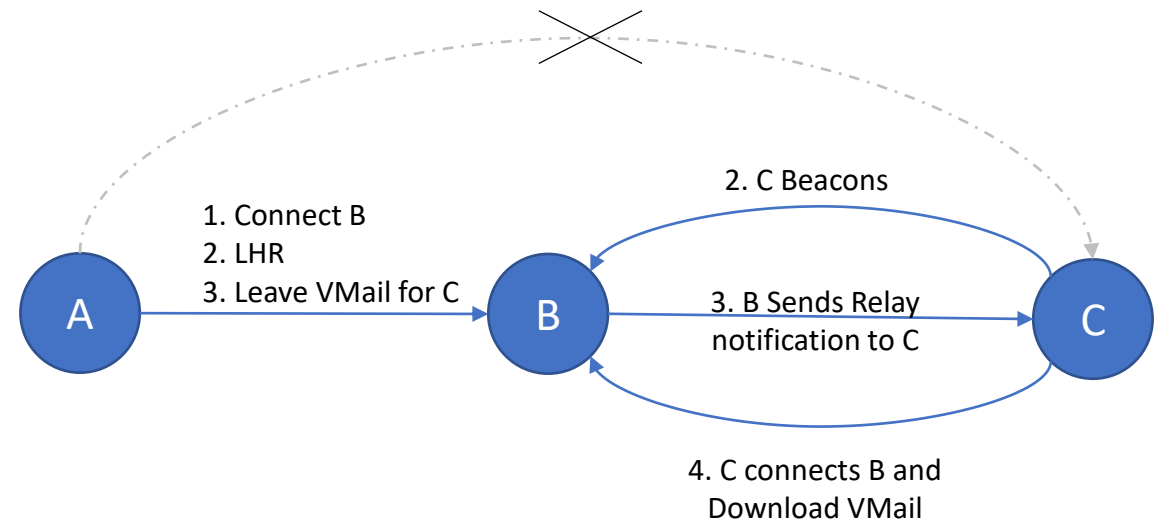 2. C Beacons
1. Connect B
2. LHR
3. Leave VMail for C
A
B
3. B Sends Relay
notification to C
C
4. C connects B and
Download VMail